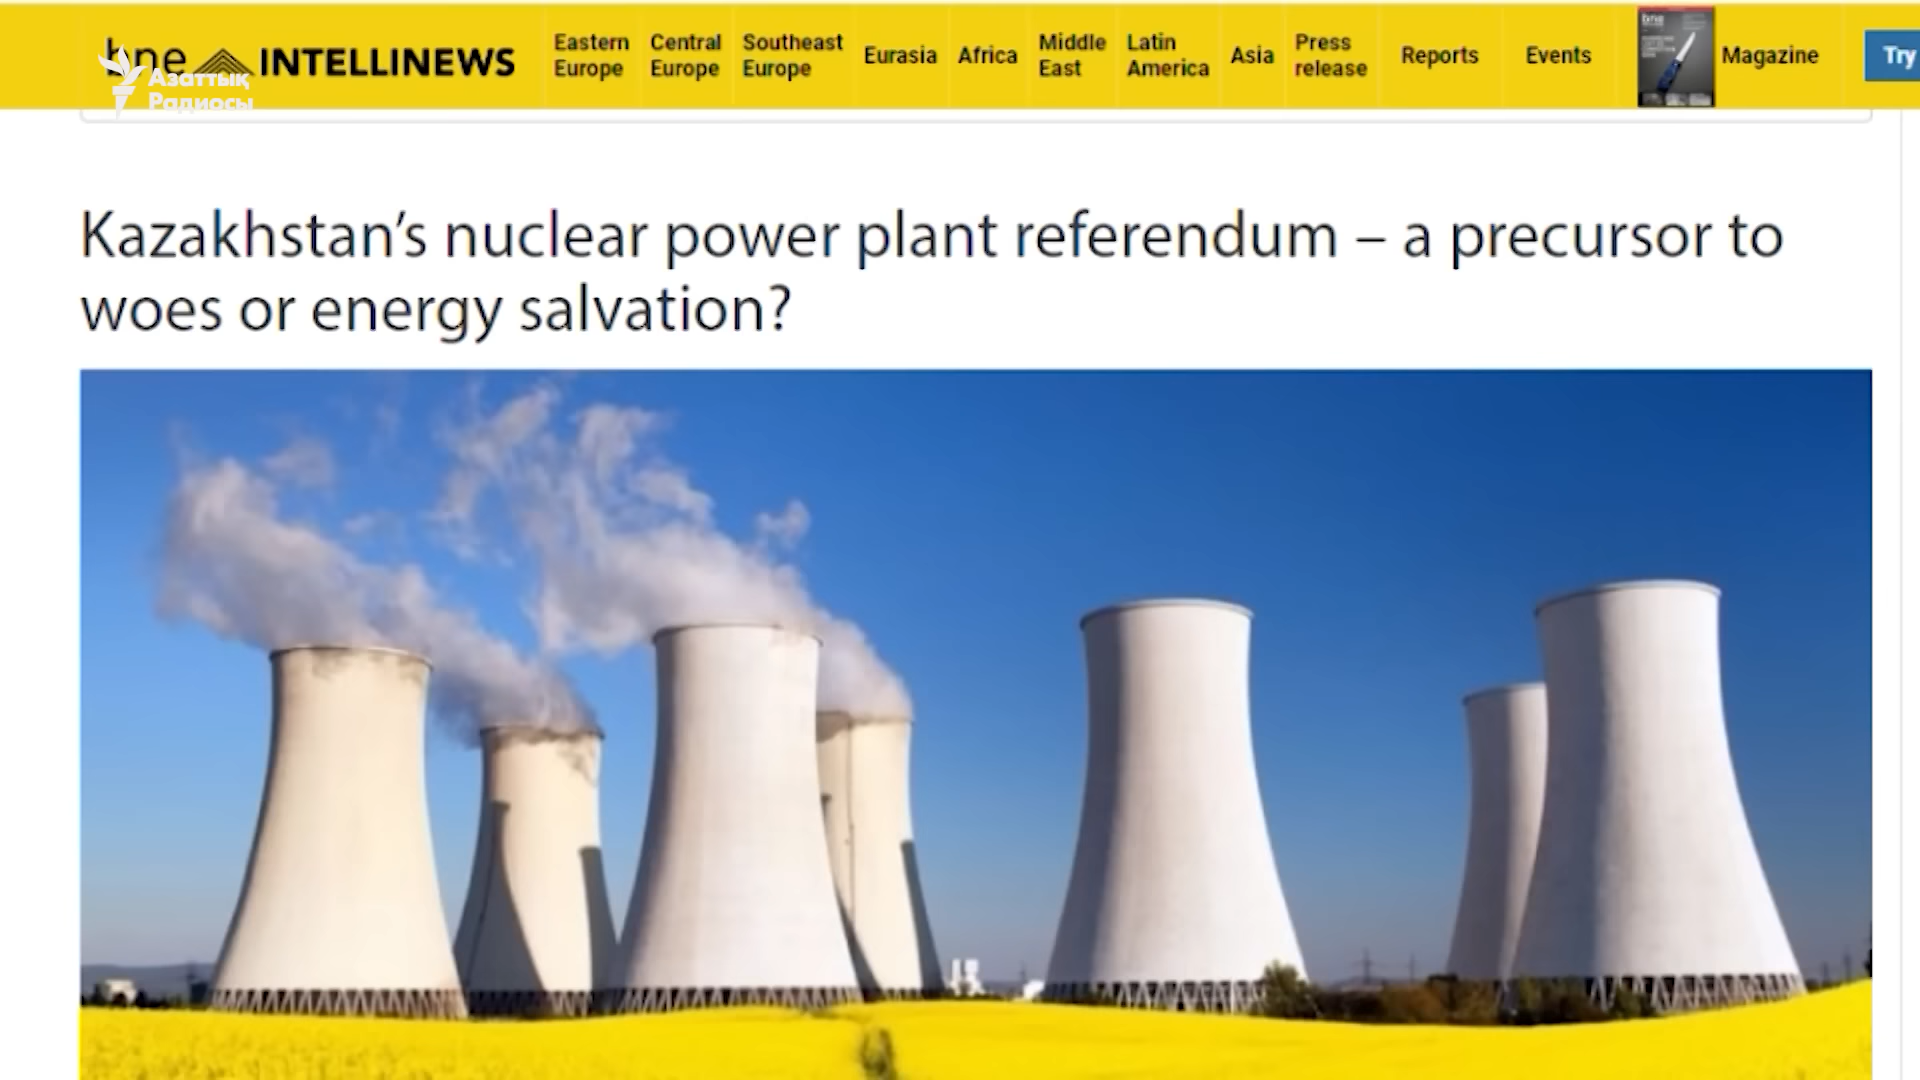 bne INTELLINEWS
Азаттық
Радиосы
Eastern
Europe
Central
Europe
Southeast
Europe
Eurasia
Africa
Middle
East
Latin
America
Asia
Press
release
Reports
Events
bne
Magazine
Try
Kazakhstan’s nuclear power plant referendum – a precursor to
woes or energy salvation?